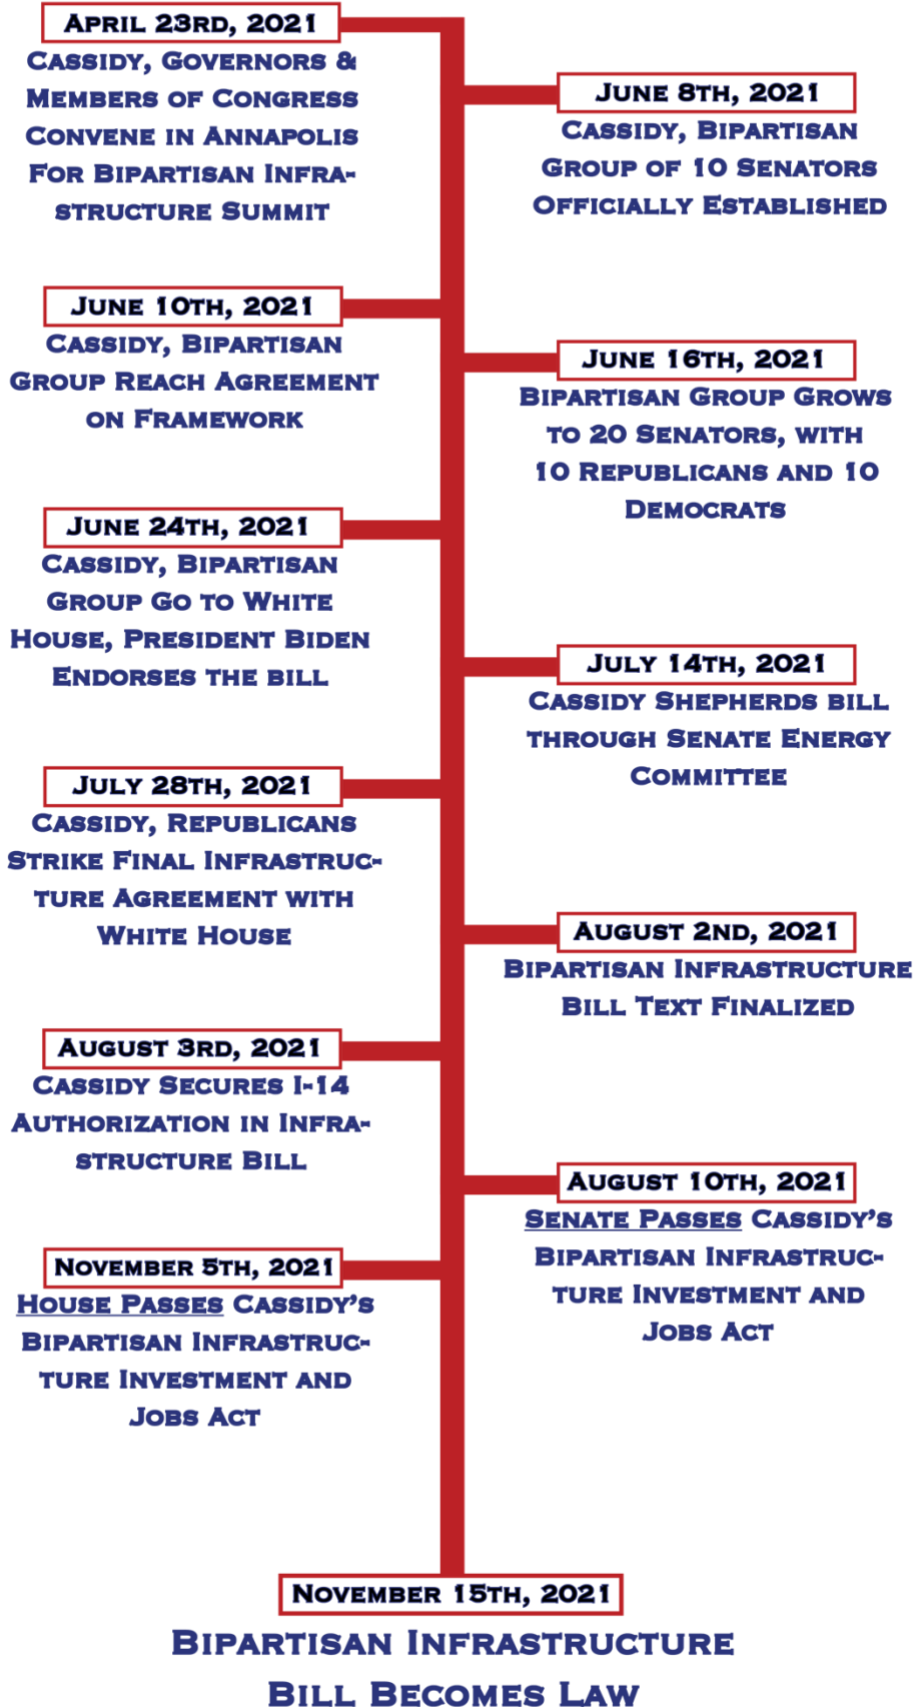 April 23rd, 2021
Cassidy, Governors &
Members of Congress
Convene in Annapolis
For Bipartisan Infra-
structure Summit
June 8th, 2021
Cassidy, Bipartisan
Group of 10 Senators
Officially Established
June 10th, 2021
Cassidy, Bipartisan
Group Reach Agreement
on Framework
June 16th, 2021
Bipartisan Group Grows
to 20 Senators, with
10 Republicans and 10
Democrats
June 24th, 2021
Cassidy, Bipartisan
Group Go to White
House, President Biden
Endorses the bill
July 14th, 2021
Cassidy Shepherds bill
through Senate Energy
Committee
July 28th, 2021
Cassidy, Republicans
Strike Final Infrastruc-
ture Agreement with
White House
August 2nd, 2021
Bipartisan Infrastructure
Bill Text Finalized
August 3rd, 2021
Cassidy Secures I-14
Authorization in Infra-
structure Bill
August 10th, 2021
Senate Passes Cassidy's
Bipartisan Infrastruc-
ture Investment and
Jobs Act
November 5th, 2021
House Passes Cassidy's
Bipartisan Infrastruc-
ture Investment and
Jobs Act
November 15th, 2021
Bipartisan Infrastructure
Bill Becomes Law